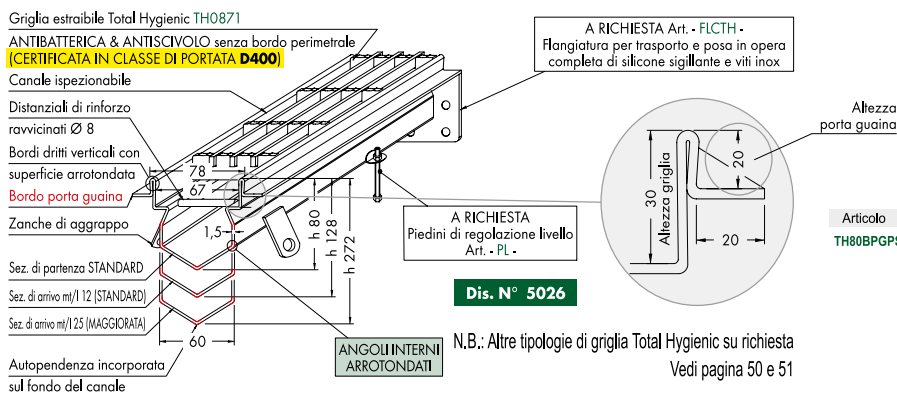 Griglia estraibile Total Hygienic TH0871
ANTIBATTERICA & ANTISCIVOLO senza bordo perimetrale
(CERTIFICATA IN CLASSE DI PORTATA D400)
Canale ispezionabile
Distanziali di rinforzo
ravvicinati Ø 8
Bordi dritti verticali con
superficie arrotondata
Bordo porta guaina
Zanche di aggrappo
Sez. di partenza STANDARD
Sez. di arrivo mt/l 12 (STANDARD)
Sez. di arrivo mt/l 25 (MAGGIORATA)
Autopendenza incorporata
sul fondo del canale
78
67
1,5
h 80
h 128
h 272
60
ANGOLI INTERNI
ARROTONDATI
A RICHIESTA Art. - FLCTH -
Flangiatura per trasporto e posa in opera
completa di silicone sigillante e viti inox
A RICHIESTA
Piedini di regolazione livello
Art. - PL -
Dis. N° 5026
Altezza
porta guaina
30
Altezza griglia
20
20
Articolo
TH80BPGPS
N.B.: Altre tipologie di griglia Total Hygienic su richiesta
Vedi pagina 50 e 51